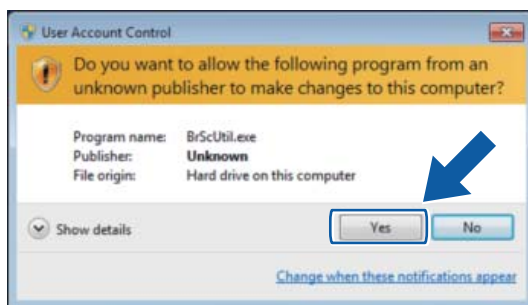 User Account Control
Do you want to allow the following program from an
unknown publisher to make changes to this computer?
Program name: BrScUtil.exe
Publisher: Unknown
File origin: Hard drive on this computer
Show details
Yes
No
Change when these notifications appear